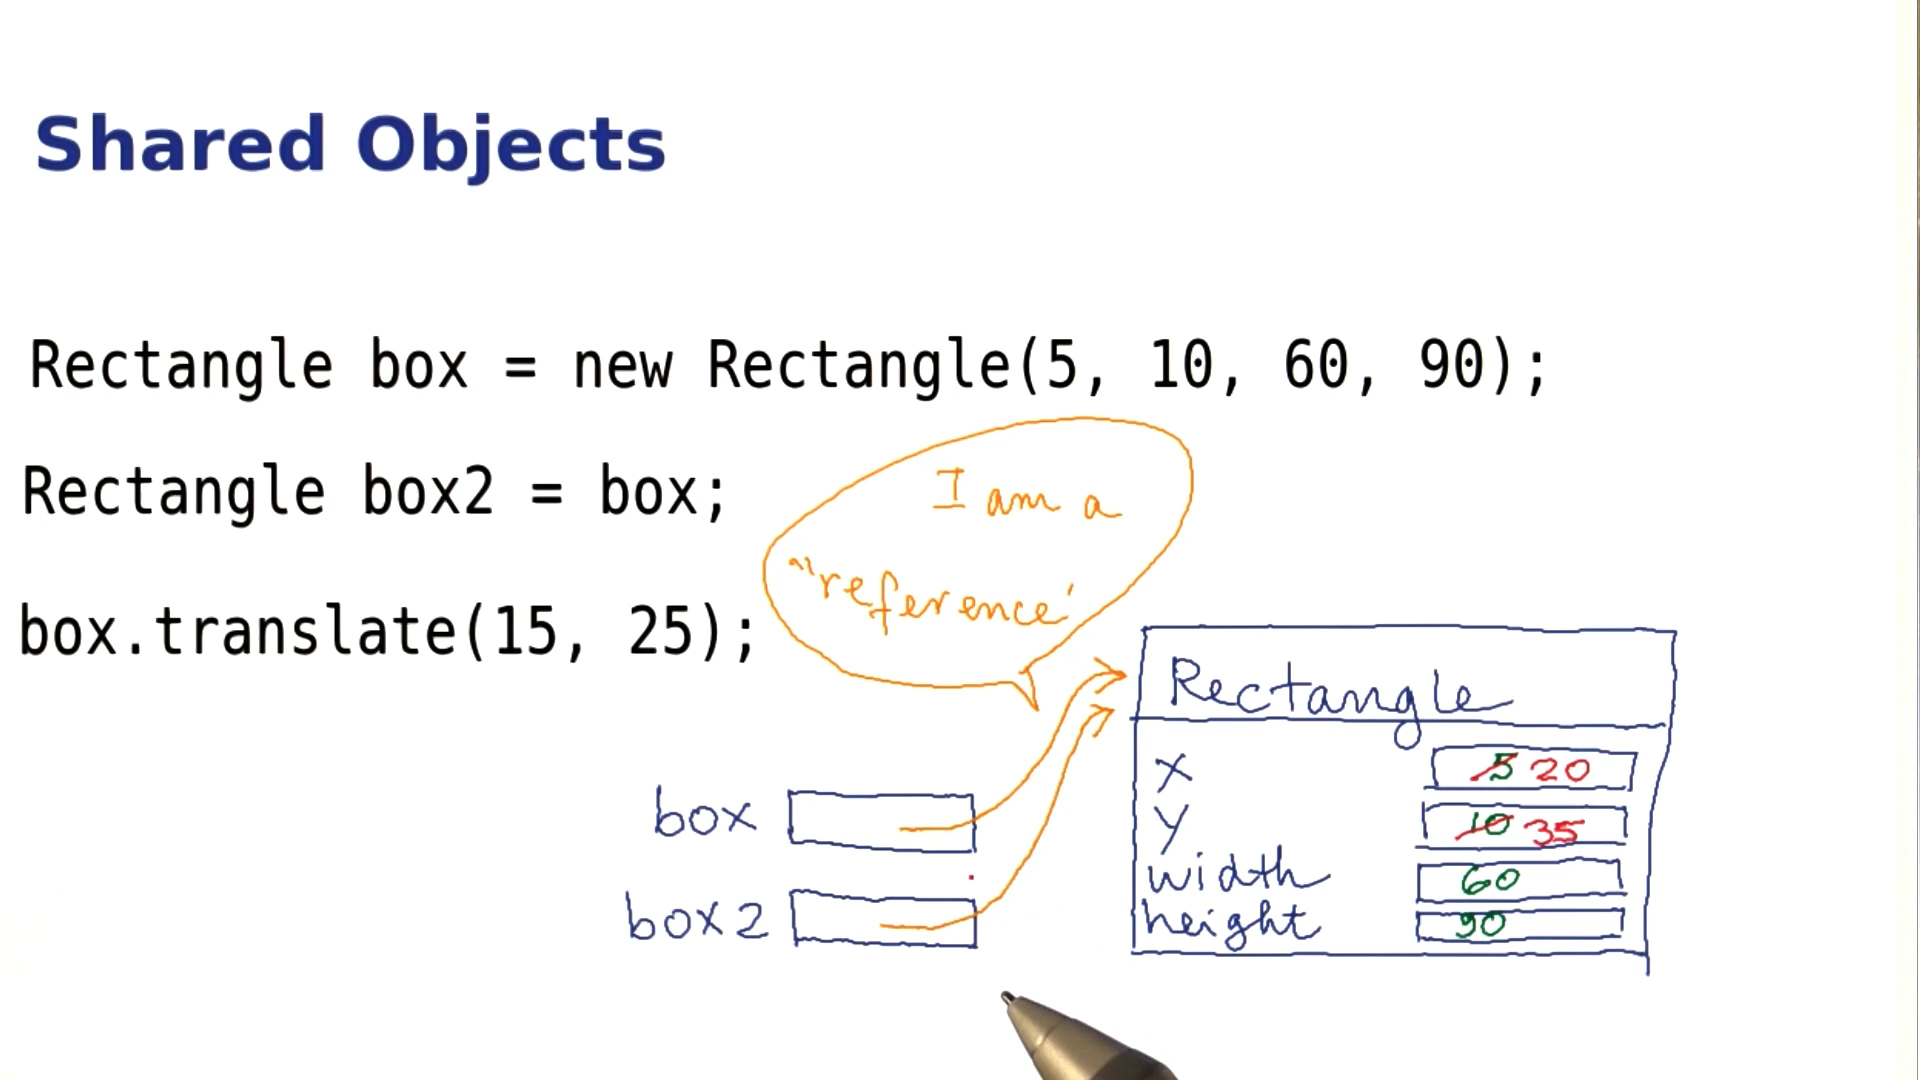 Shared Objects
Rectangle box = new Rectangle(5, 10, 60, 90);
Rectangle box2 = box;
box.translate(15, 25);
I am a
"reference"
Rectangle
x 5 20
y 10 35
width 60
height 90
box
box2